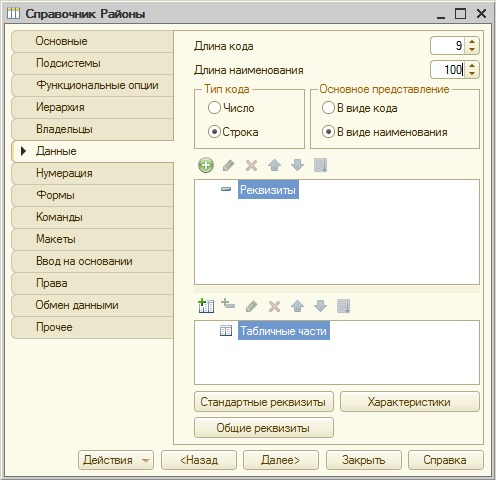 Справочник Районы
Основные
Подсистемы
Функциональные опции
Иерархия
Владельцы
Данные
Нумерация
Формы
Команды
Макеты
Ввод на основании
Права
Обмен данными
Прочее
Длина кода 9
Длина наименования 100
Тип кода
Число
Строка
Основное представление
В виде кода
В виде наименования
Реквизиты
Табличные части
Стандартные реквизиты Характеристики
Общие реквизиты
Действия <Назад Далее> Закрыть Справка